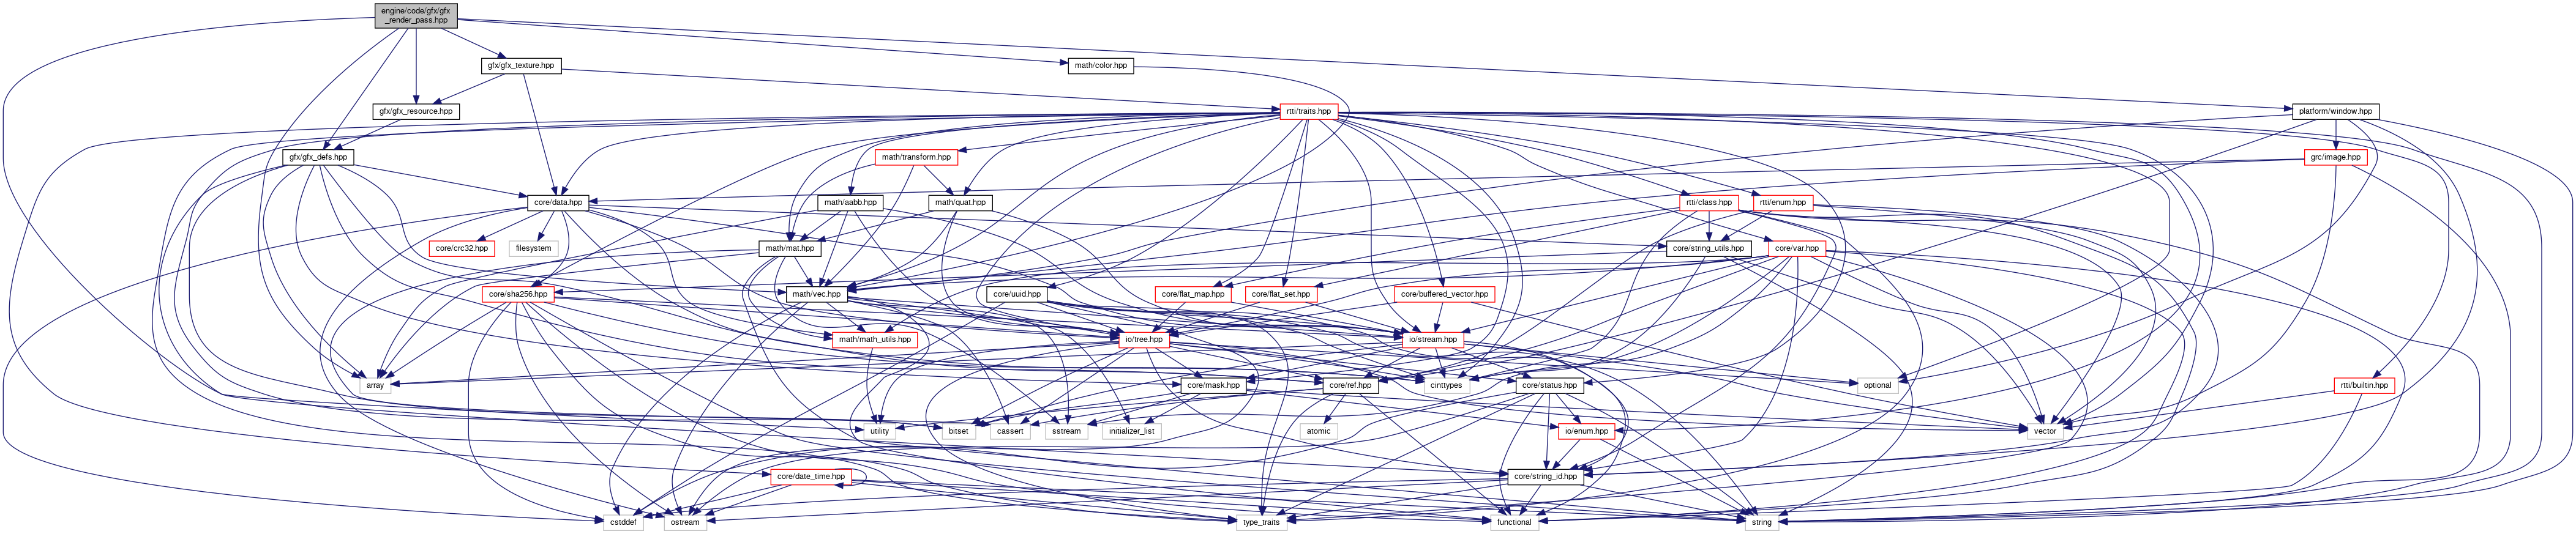 engine/code/gfx/gfx
_render_pass.hpp
gfx/gfx_texture.hpp
math/color.hpp
gfx/gfx_resource.hpp
rtti/traits.hpp
platform/window.hpp
gfx/gfx_defs.hpp
math/transform.hpp
grc/image.hpp
core/data.hpp
math/aabb.hpp
math/quat.hpp
rtti/class.hpp
rtti/enum.hpp
core/crc32.hpp
filesystem
math/mat.hpp
core/string_utils.hpp
core/var.hpp
core/sha256.hpp
math/vec.hpp
core/uuid.hpp
core/flat_map.hpp
core/flat_set.hpp
core/buffered_vector.hpp
math/math_utils.hpp
io/tree.hpp
io/stream.hpp
array
core/mask.hpp
core/ref.hpp
cinttypes
core/status.hpp
optional
rtti/builtin.hpp
utility
bitset
cassert
sstream
initializer_list
atomic
io/enum.hpp
vector
core/date_time.hpp
core/string_id.hpp
cstddef
ostream
type_traits
functional
string